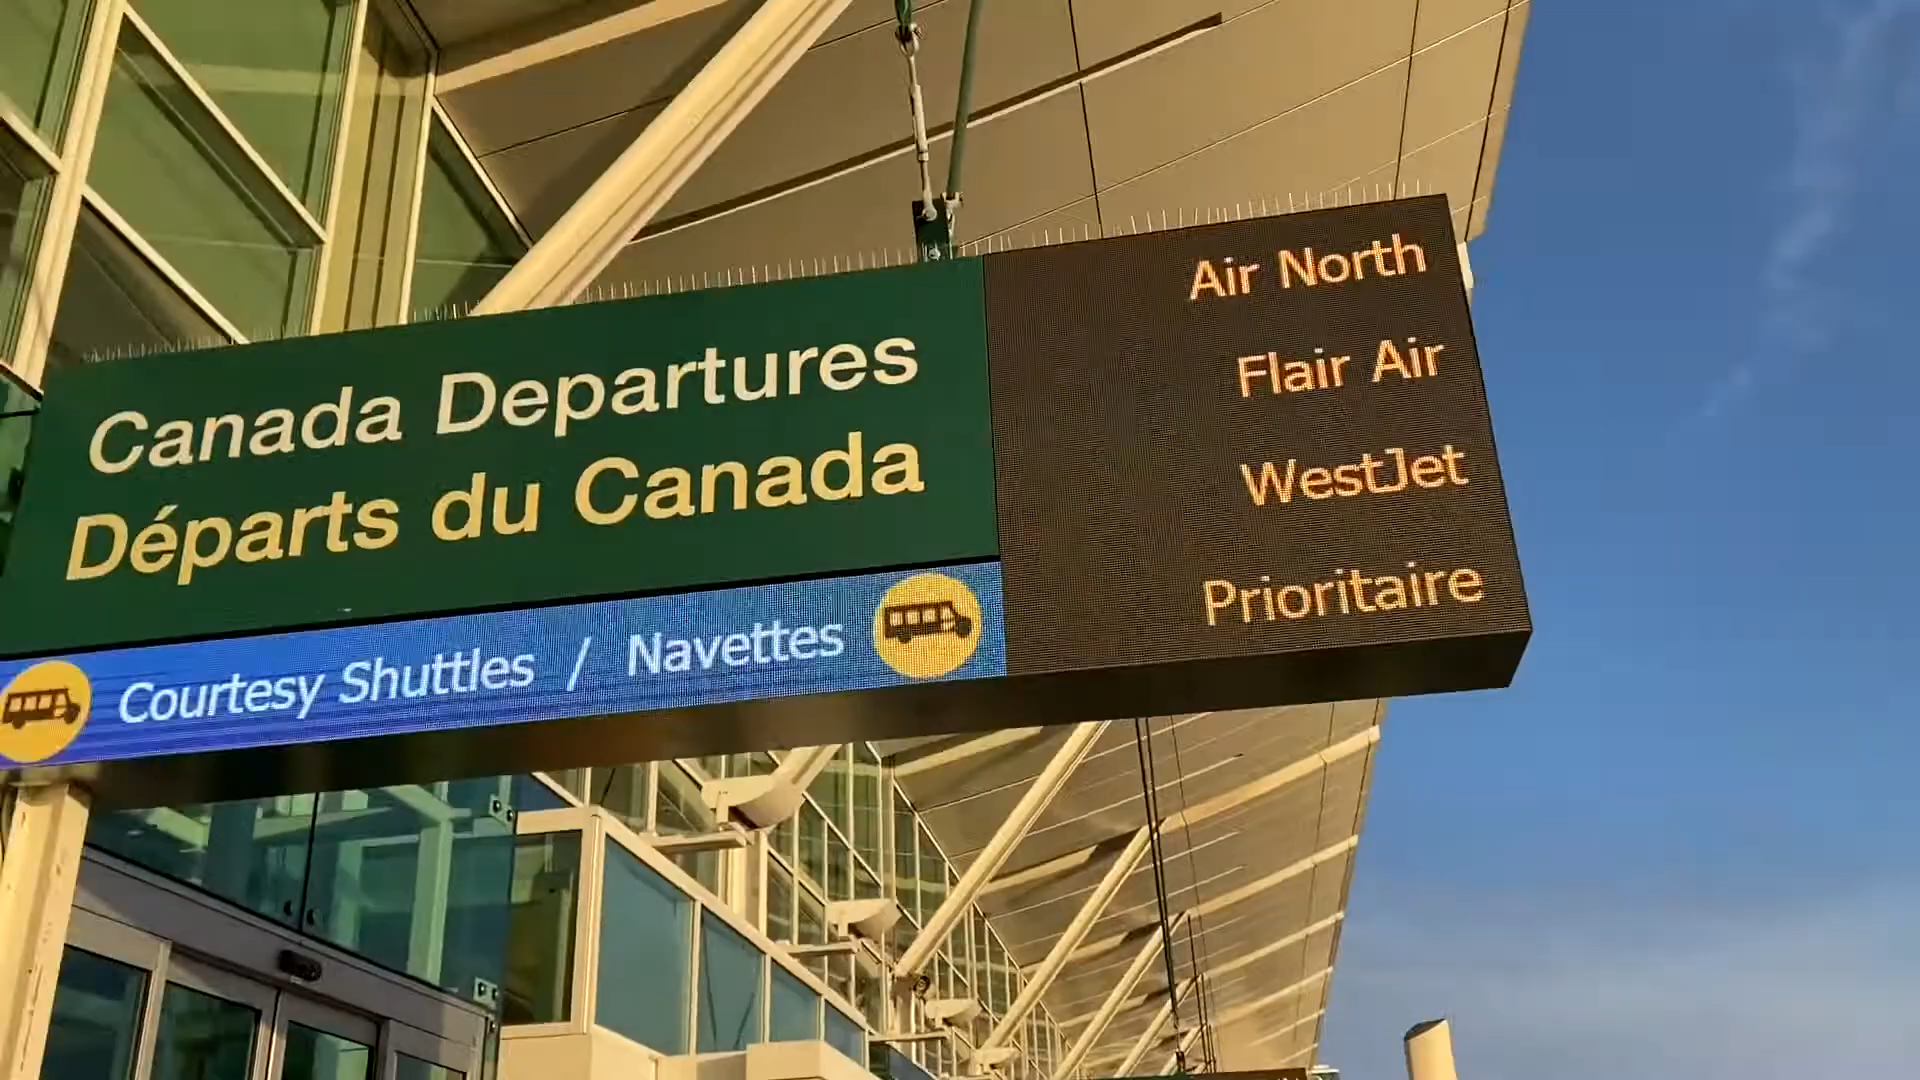 Canada Departures
Départs du Canada
Courtesy Shuttles / Navettes
Air North
Flair Air
WestJet
Prioritaire